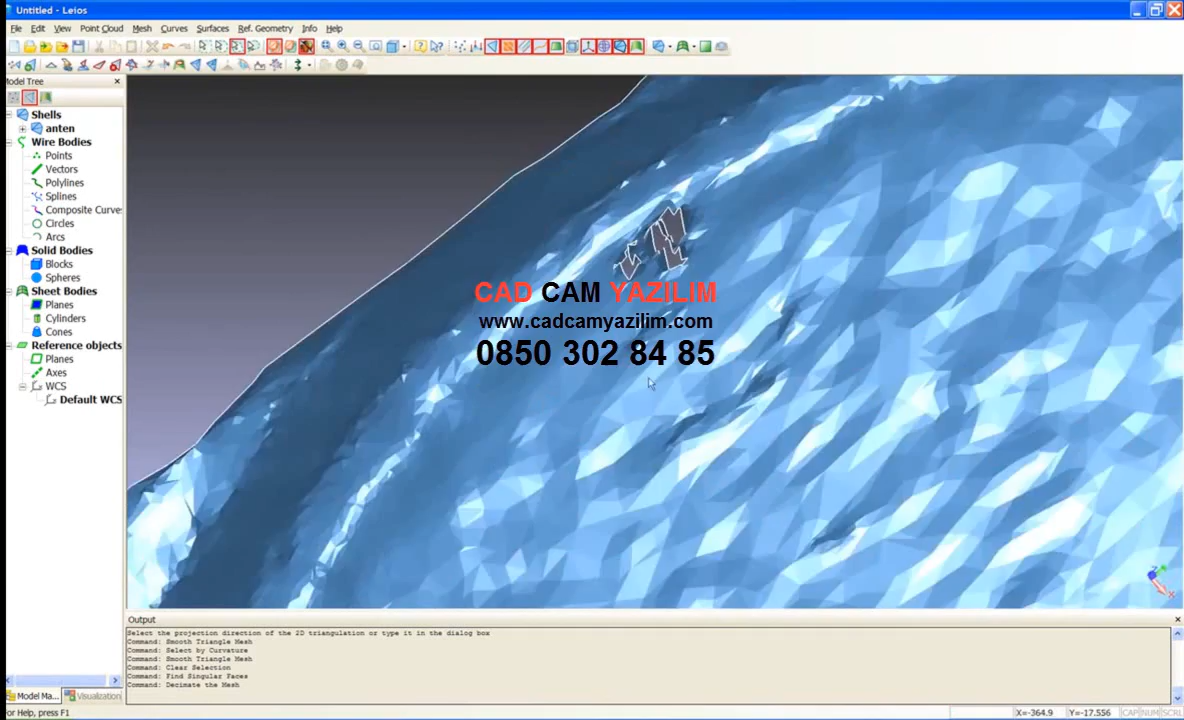 Untitled - Leios
File Edit View Point Cloud Mesh Curves Surfaces Ref. Geometry Info Help
Model Tree
Shells
anten
Wire Bodies
Points
Vectors
Polylines
Splines
Composite Curve
Circles
Arcs
Solid Bodies
Blocks
Spheres
Sheet Bodies
Planes
Cylinders
Cones
Reference objects
Planes
Axes
WCS
Default WCS
CAD CAM YAZILIM
www.cadcamyazilim.com
0850 302 84 85
Output
Select the projection direction of the 2D triangulation or type it in the dialog box
Command: Smooth Triangle Mesh
Command: Select by Curvature
Command: Smooth Triangle Mesh
Command: Clear Selection
Command: Find Singular Faces
Command: Decimate the Mesh
Model Ma... Visualization
or Help, press F1
X=-364.9 Y=-17.556 CAP NUM SCRL